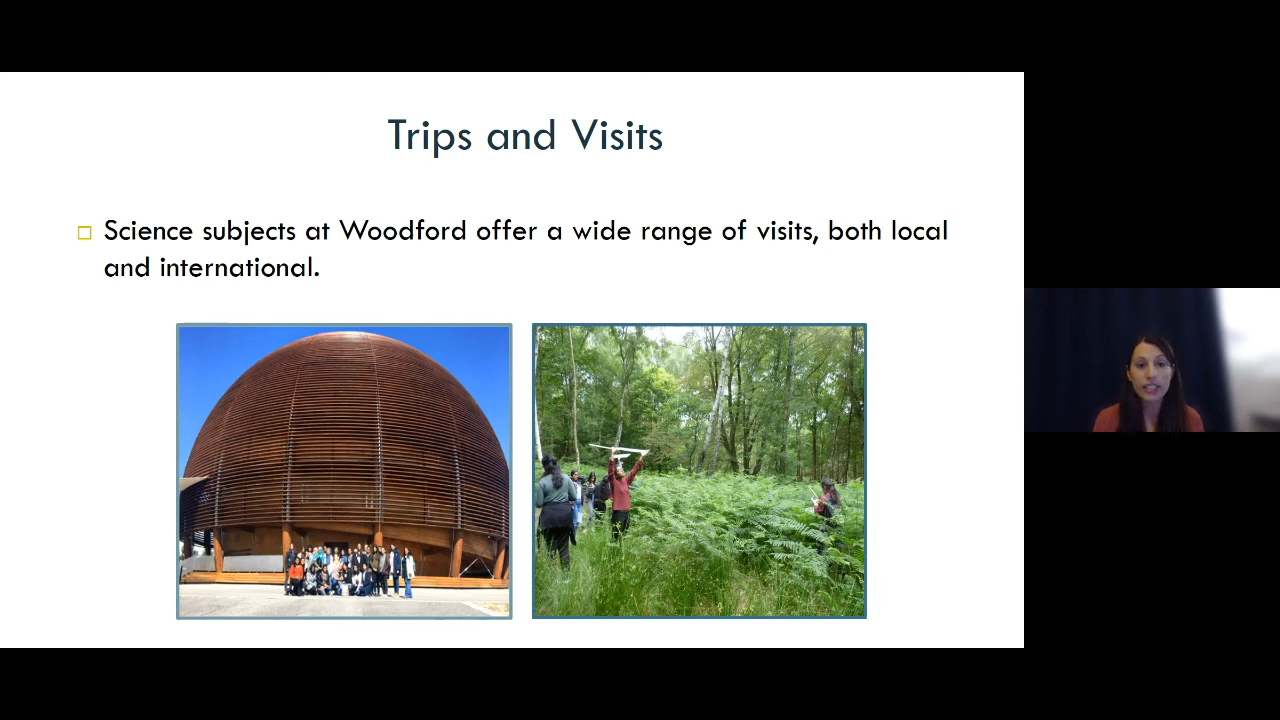 Trips and Visits
Science subjects at Woodford offer a wide range of visits, both local
and international.